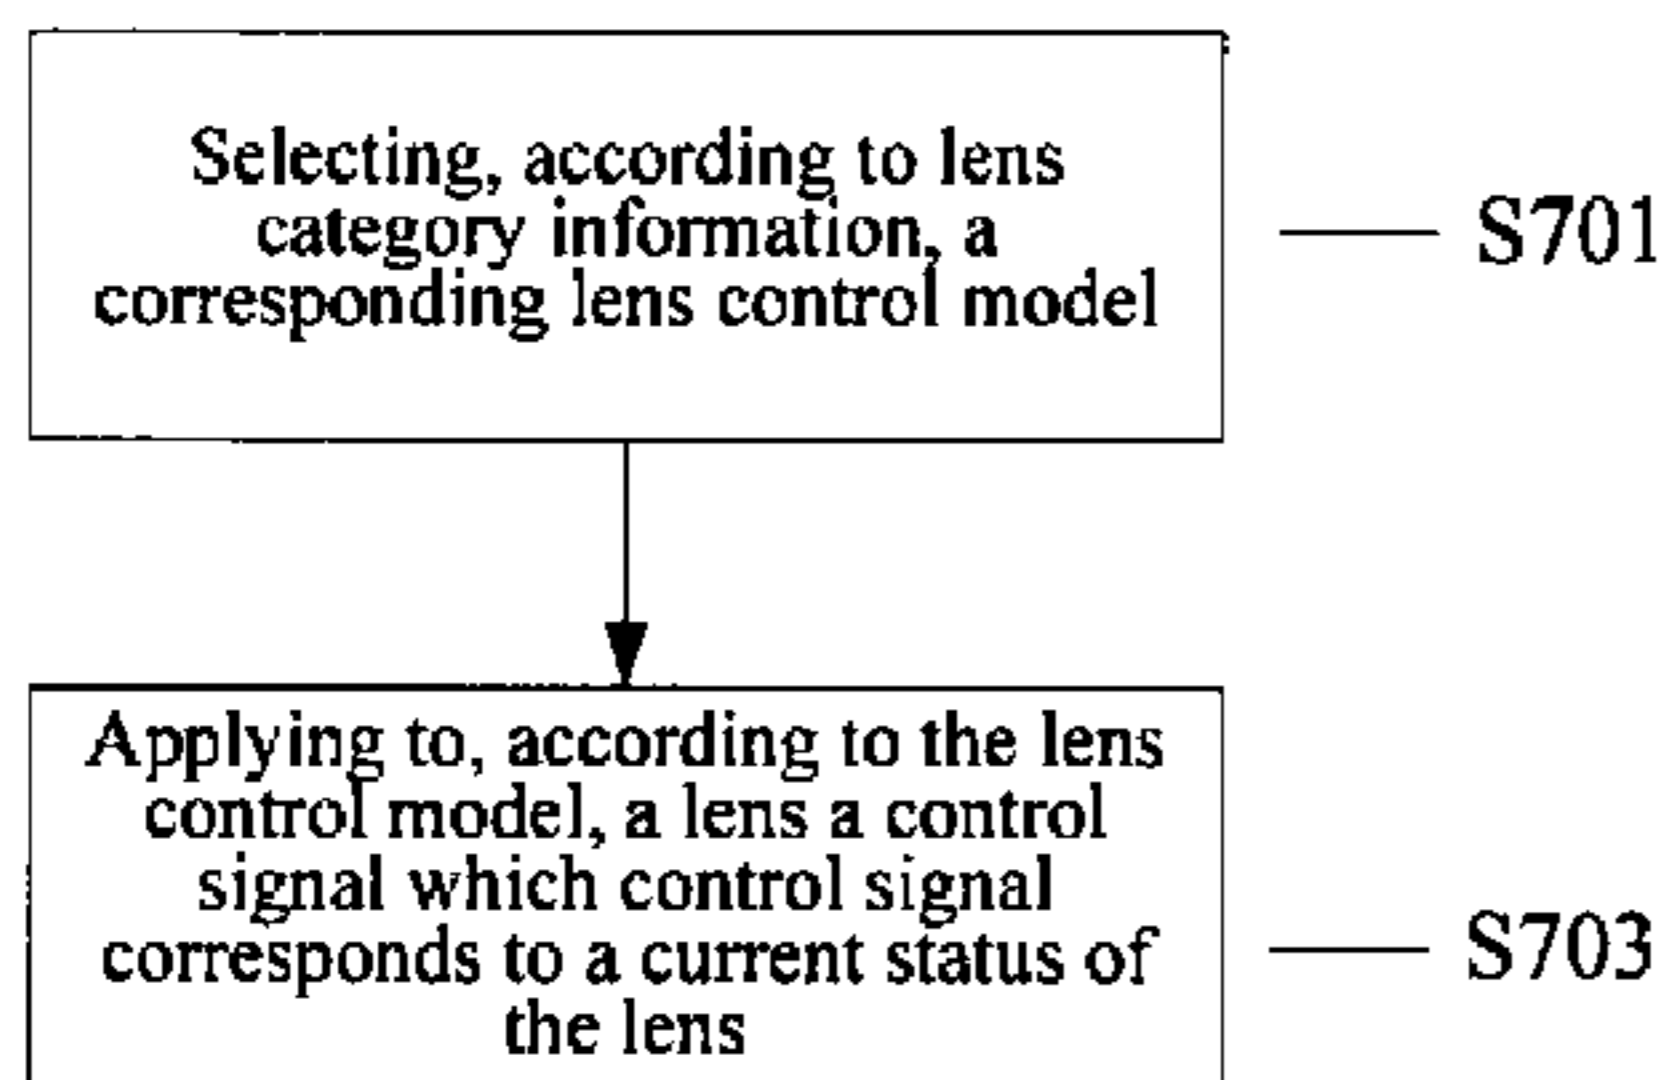 Selecting, according to lens
category information, a
corresponding lens control model
S701
Applying to, according to the lens
control model, a lens a control
signal which control signal
corresponds to a current status of
the lens
S703